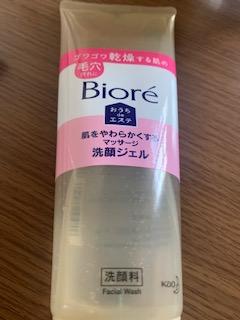 ゴワゴワ乾燥する肌の
毛穴
汚れに
Bioré
おうち
de
エステ
肌をやわらかくする
マッサージ
洗顔ジェル
洗顔料
Facial Wash
Kao